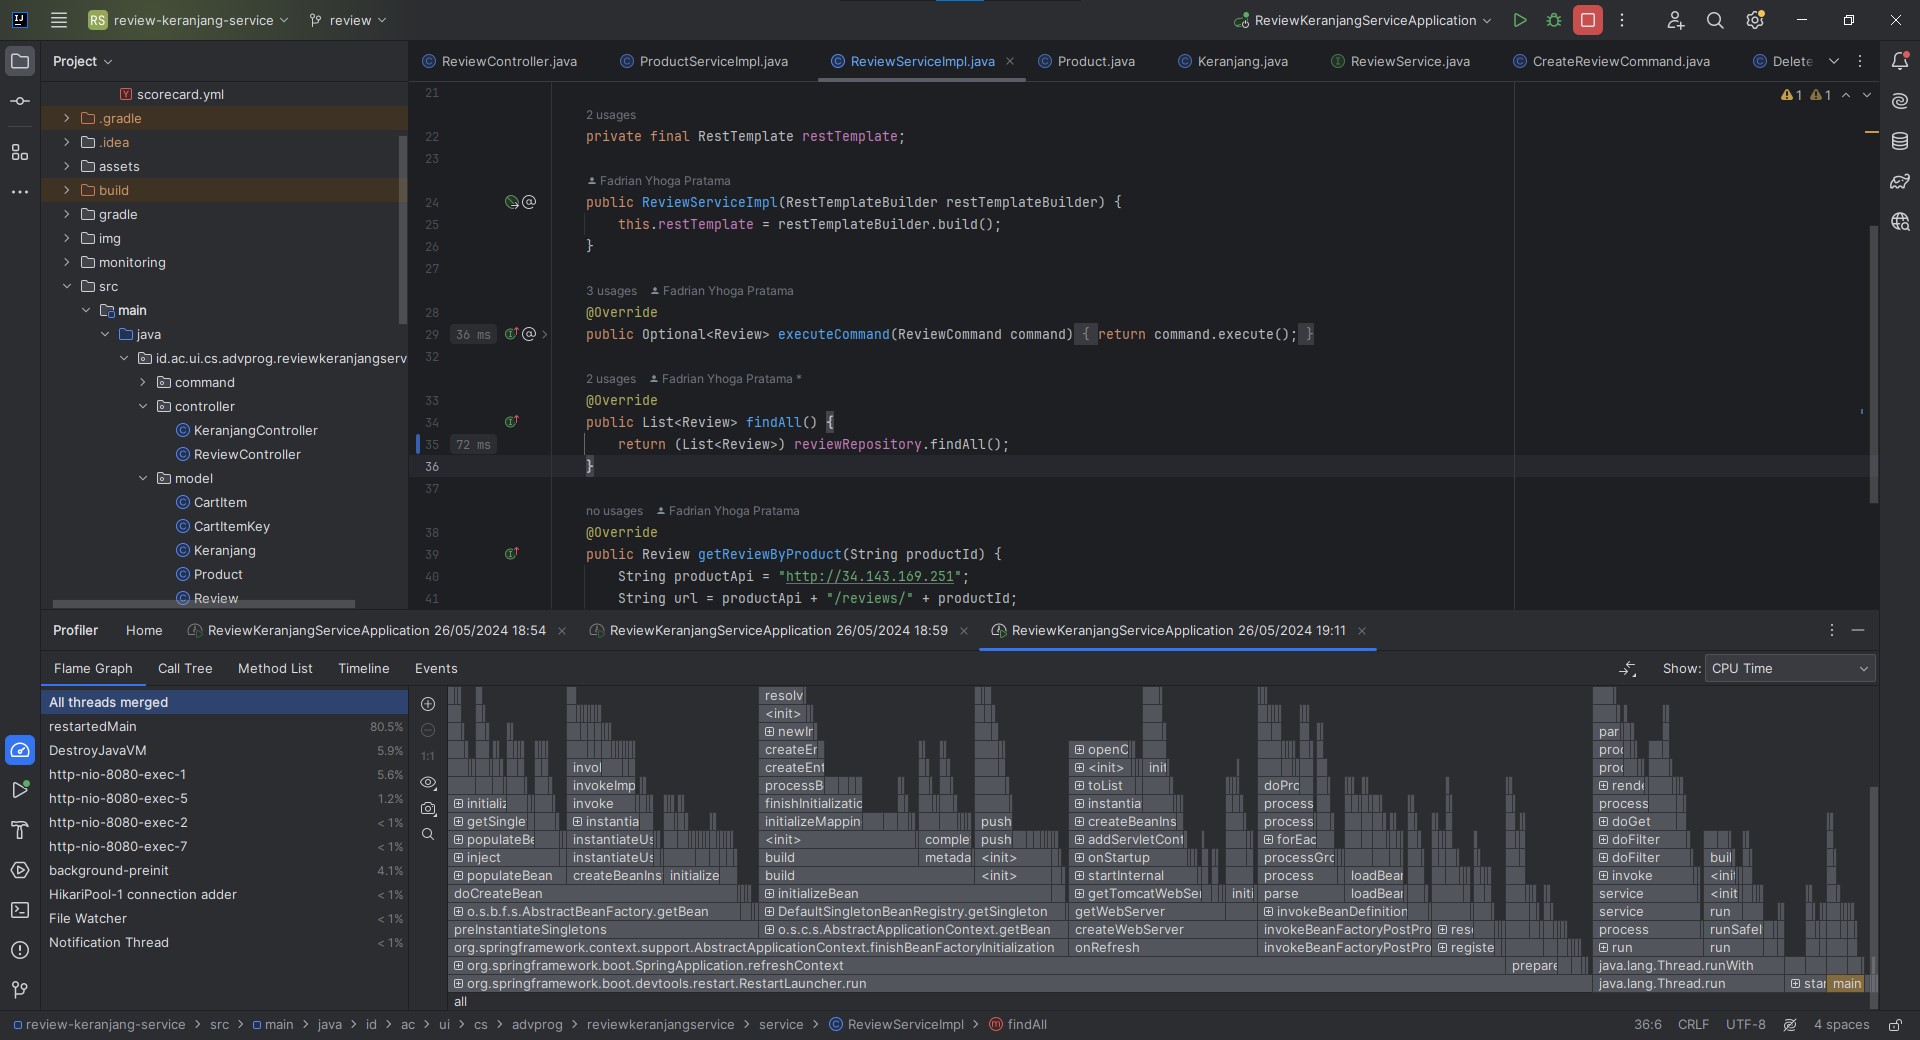 RS review-keranjang-service review ReviewKeranjangServiceApplication
Project
scorecard.yml
.gradle
.idea
assets
build
gradle
img
monitoring
src
main
java
id.ac.ui.cs.advprog.reviewkeranjangserv
command
controller
KeranjangController
ReviewController
model
CartItem
CartItemKey
Keranjang
Product
Review
ReviewController.java ProductServiceImpl.java ReviewServiceImpl.java Product.java Keranjang.java ReviewService.java CreateReviewCommand.java Delete
1 1
21
2 usages
22 private final RestTemplate restTemplate;
23
Fadrian Yhoga Pratama
24 public ReviewServiceImpl(RestTemplateBuilder restTemplateBuilder) {
25 this.restTemplate = restTemplateBuilder.build();
26 }
27
3 usages Fadrian Yhoga Pratama
28 @Override
29 36 ms public Optional<Review> executeCommand(ReviewCommand command) { return command.execute(); }
32
2 usages Fadrian Yhoga Pratama *
33 @Override
34 public List<Review> findAll() {
35 72 ms return (List<Review>) reviewRepository.findAll();
36 }
37
no usages Fadrian Yhoga Pratama
38 @Override
39 public Review getReviewByProduct(String productId) {
40 String productApi = "http://34.143.169.251";
41 String url = productApi + "/reviews/" + productId;
Profiler Home ReviewKeranjangServiceApplication 26/05/2024 18:54 ReviewKeranjangServiceApplication 26/05/2024 18:59 ReviewKeranjangServiceApplication 26/05/2024 19:11
Flame Graph Call Tree Method List Timeline Events Show: CPU Time
All threads merged
restartedMain 80.5%
DestroyJavaVM 5.9%
http-nio-8080-exec-1 5.6%
http-nio-8080-exec-5 1.2%
http-nio-8080-exec-2 < 1%
http-nio-8080-exec-7 < 1%
background-preinit 4.1%
HikariPool-1 connection adder < 1%
File Watcher < 1%
Notification Thread < 1%
1:1
resolv
<init>
newIr par
createEr openC proc
invol createEnt <init> init proc
invokeImp processB toList doPro rende
initializ invoke finishInitializatic instantia process process
getSingle instantia initializeMappin push createBeanIns process doGet
populateBe instantiateUs <init> comple push addServletCont forEac doFilter
inject instantiateUs build metada <init> onStartup processGrc doFilter buil
populateBean createBeanIns initialize build <init> startInternal process loadBear invoke <init
doCreateBean initializeBean getTomcatWebSer initi parse loadBear service <init
o.s.b.f.s.AbstractBeanFactory.getBean DefaultSingletonBeanRegistry.getSingleton getWebServer invokeBeanDefinition service run
preInstantiateSingletons o.s.c.s.AbstractApplicationContext.getBean createWebServer invokeBeanFactoryPostPro reso process runSafel
org.springframework.context.support.AbstractApplicationContext.finishBeanFactoryInitialization onRefresh invokeBeanFactoryPostPro registe run run
org.springframework.boot.SpringApplication.refreshContext prepare java.lang.Thread.runWith
org.springframework.boot.devtools.restart.RestartLauncher.run java.lang.Thread.run star main
all
review-keranjang-service > src > main > java > id > ac > ui > cs > advprog > reviewkeranjangservice > service > ReviewServiceImpl > findAll 36:6 CRLF UTF-8 4 spaces